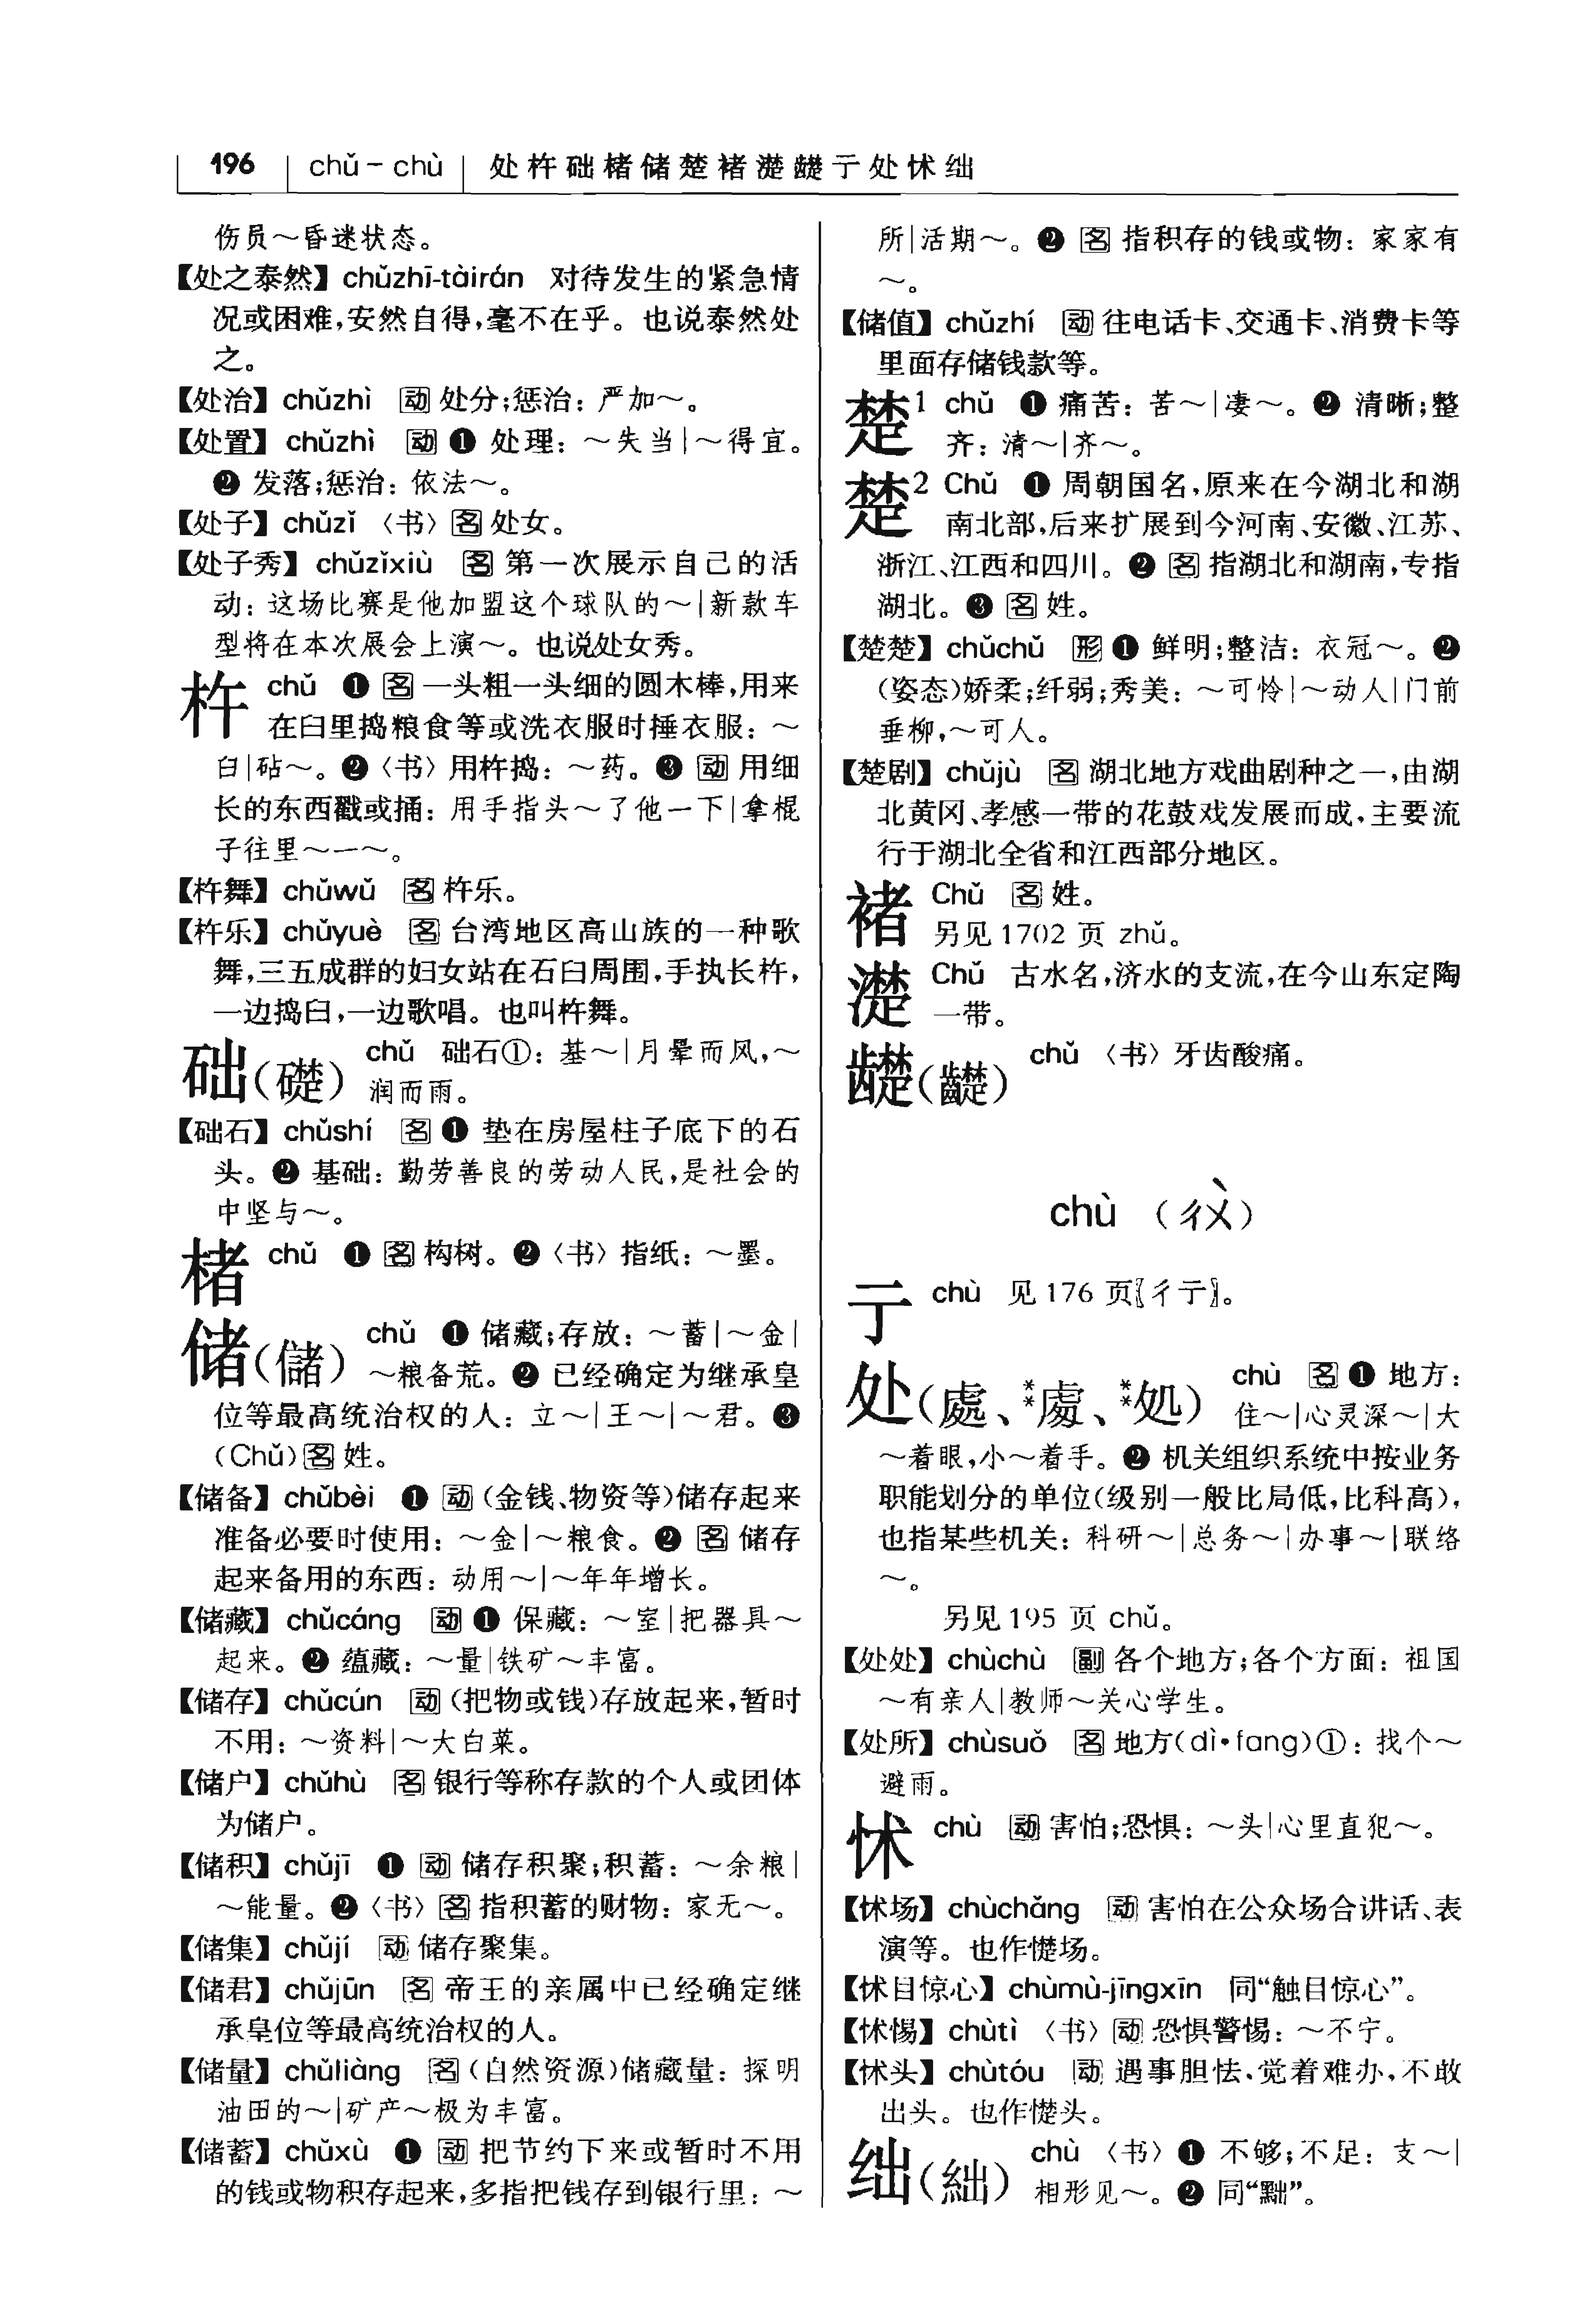 196 chǔ – chù 处杵础楮储楚褚濋齼亍处怵绌
伤员～昏迷状态。
【处之泰然】chǔzhī-tàirán 对待发生的紧急情
况或困难,安然自得,毫不在乎。也说泰然处
之。
【处治】chǔzhì 动 处分;惩治：严加～。
【处置】chǔzhì 动 ❶ 处理：～失当|～得宜。
❷ 发落;惩治：依法～。
【处子】chǔzǐ 〈书〉名 处女。
【处子秀】chǔzǐxiù 名 第一次展示自己的活
动：这场比赛是他加盟这个球队的～|新款车
型将在本次展会上演～。也说处女秀。
杵 chǔ ❶ 名 一头粗一头细的圆木棒,用来
在臼里捣粮食等或洗衣服时捶衣服：～
臼|砧～。❷〈书〉用杵捣：～药。❸ 动 用细
长的东西戳或捅：用手指头～了他一下|拿棍
子往里～一～。
【杵舞】chǔwǔ 名 杵乐。
【杵乐】chǔyuè 名 台湾地区高山族的一种歌
舞,三五成群的妇女站在石臼周围,手执长杵,
一边捣臼,一边歌唱。也叫杵舞。
础(礎) chǔ 础石①：基～|月晕而风,～
润而雨。
【础石】chǔshí 名 ❶ 垫在房屋柱子底下的石
头。❷ 基础：勤劳善良的劳动人民,是社会的
中坚与～。
楮 chǔ ❶ 名 构树。❷〈书〉指纸：～墨。
储(儲) chǔ ❶ 储藏;存放：～蓄|～金|
～粮备荒。❷ 已经确定为继承皇
位等最高统治权的人：立～|王～|～君。❸
(Chǔ)名 姓。
【储备】chǔbèi ❶ 动 (金钱、物资等)储存起来
准备必要时使用：～金|～粮食。❷ 名 储存
起来备用的东西：动用～|～年年增长。
【储藏】chǔcáng 动 ❶ 保藏：～室|把器具～
起来。❷ 蕴藏：～量|铁矿～丰富。
【储存】chǔcún 动 (把物或钱)存放起来,暂时
不用：～资料|～大白菜。
【储户】chǔhù 名 银行等称存款的个人或团体
为储户。
【储积】chǔjī ❶ 动 储存积聚;积蓄：～余粮|
～能量。❷〈书〉名 指积蓄的财物：家无～。
【储集】chǔjí 动 储存聚集。
【储君】chǔjūn 名 帝王的亲属中已经确定继
承皇位等最高统治权的人。
【储量】chǔliàng 名 (自然资源)储藏量：探明
油田的～|矿产～极为丰富。
【储蓄】chǔxù ❶ 动 把节约下来或暂时不用
的钱或物积存起来,多指把钱存到银行里：～
所|活期～。❷ 名 指积存的钱或物：家家有
～。
【储值】chǔzhí 动 往电话卡、交通卡、消费卡等
里面存储钱款等。
楚1 chǔ ❶ 痛苦：苦～|凄～。❷ 清晰;整
齐：清～|齐～。
楚2 Chǔ ❶ 周朝国名,原来在今湖北和湖
南北部,后来扩展到今河南、安徽、江苏、
浙江、江西和四川。❷ 名 指湖北和湖南,专指
湖北。❸ 名 姓。
【楚楚】chǔchǔ 形 ❶ 鲜明;整洁：衣冠～。❷
(姿态)娇柔;纤弱;秀美：～可怜|～动人|门前
垂柳,～可人。
【楚剧】chǔjù 名 湖北地方戏曲剧种之一,由湖
北黄冈、孝感一带的花鼓戏发展而成,主要流
行于湖北全省和江西部分地区。
褚 Chǔ 名 姓。
另见1702 页 zhǔ。
濋 Chǔ 古水名,济水的支流,在今山东定陶
一带。
齼(齼) chǔ 〈书〉牙齿酸痛。
chù (ㄔㄨˋ)
亍 chù 见176 页〖彳亍〗。
处(處、**處、**処) chù 名 ❶ 地方：
住～|心灵深～|大
～着眼,小～着手。❷ 机关组织系统中按业务
职能划分的单位(级别一般比局低,比科高),
也指某些机关：科研～|总务～|办事～|联络
～。
另见195 页 chǔ。
【处处】chùchù 副 各个地方;各个方面：祖国
～有亲人|教师～关心学生。
【处所】chùsuǒ 名 地方(dì•fang)①：找个～
避雨。
怵 chù 动 害怕;恐惧：～头|心里直犯～。
【怵场】chùchǎng 动 害怕在公众场合讲话、表
演等。也作憷场。
【怵目惊心】chùmù-jīngxīn 同“触目惊心”。
【怵惕】chùtì 〈书〉动 恐惧警惕：～不宁。
【怵头】chùtóu 动 遇事胆怯,觉着难办,不敢
出头。也作憷头。
绌(絀) chù 〈书〉❶ 不够;不足：支～|
相形见～。❷ 同“黜”。